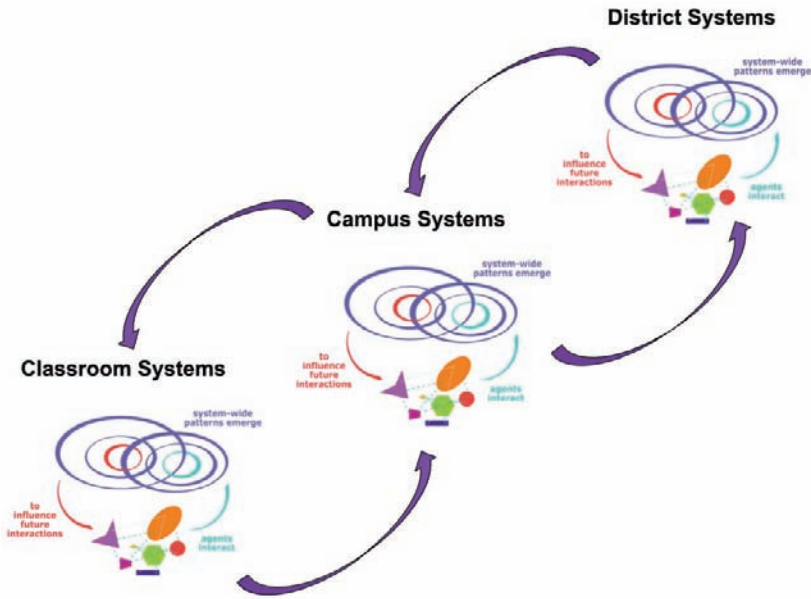 District Systems
system-wide
patterns emerge
to
influence
future
interactions
agents
interact
Campus Systems
system-wide
patterns emerge
to
influence
future
interactions
agents
interact
Classroom Systems
system-wide
patterns emerge
to
influence
future
interactions
agents
interact